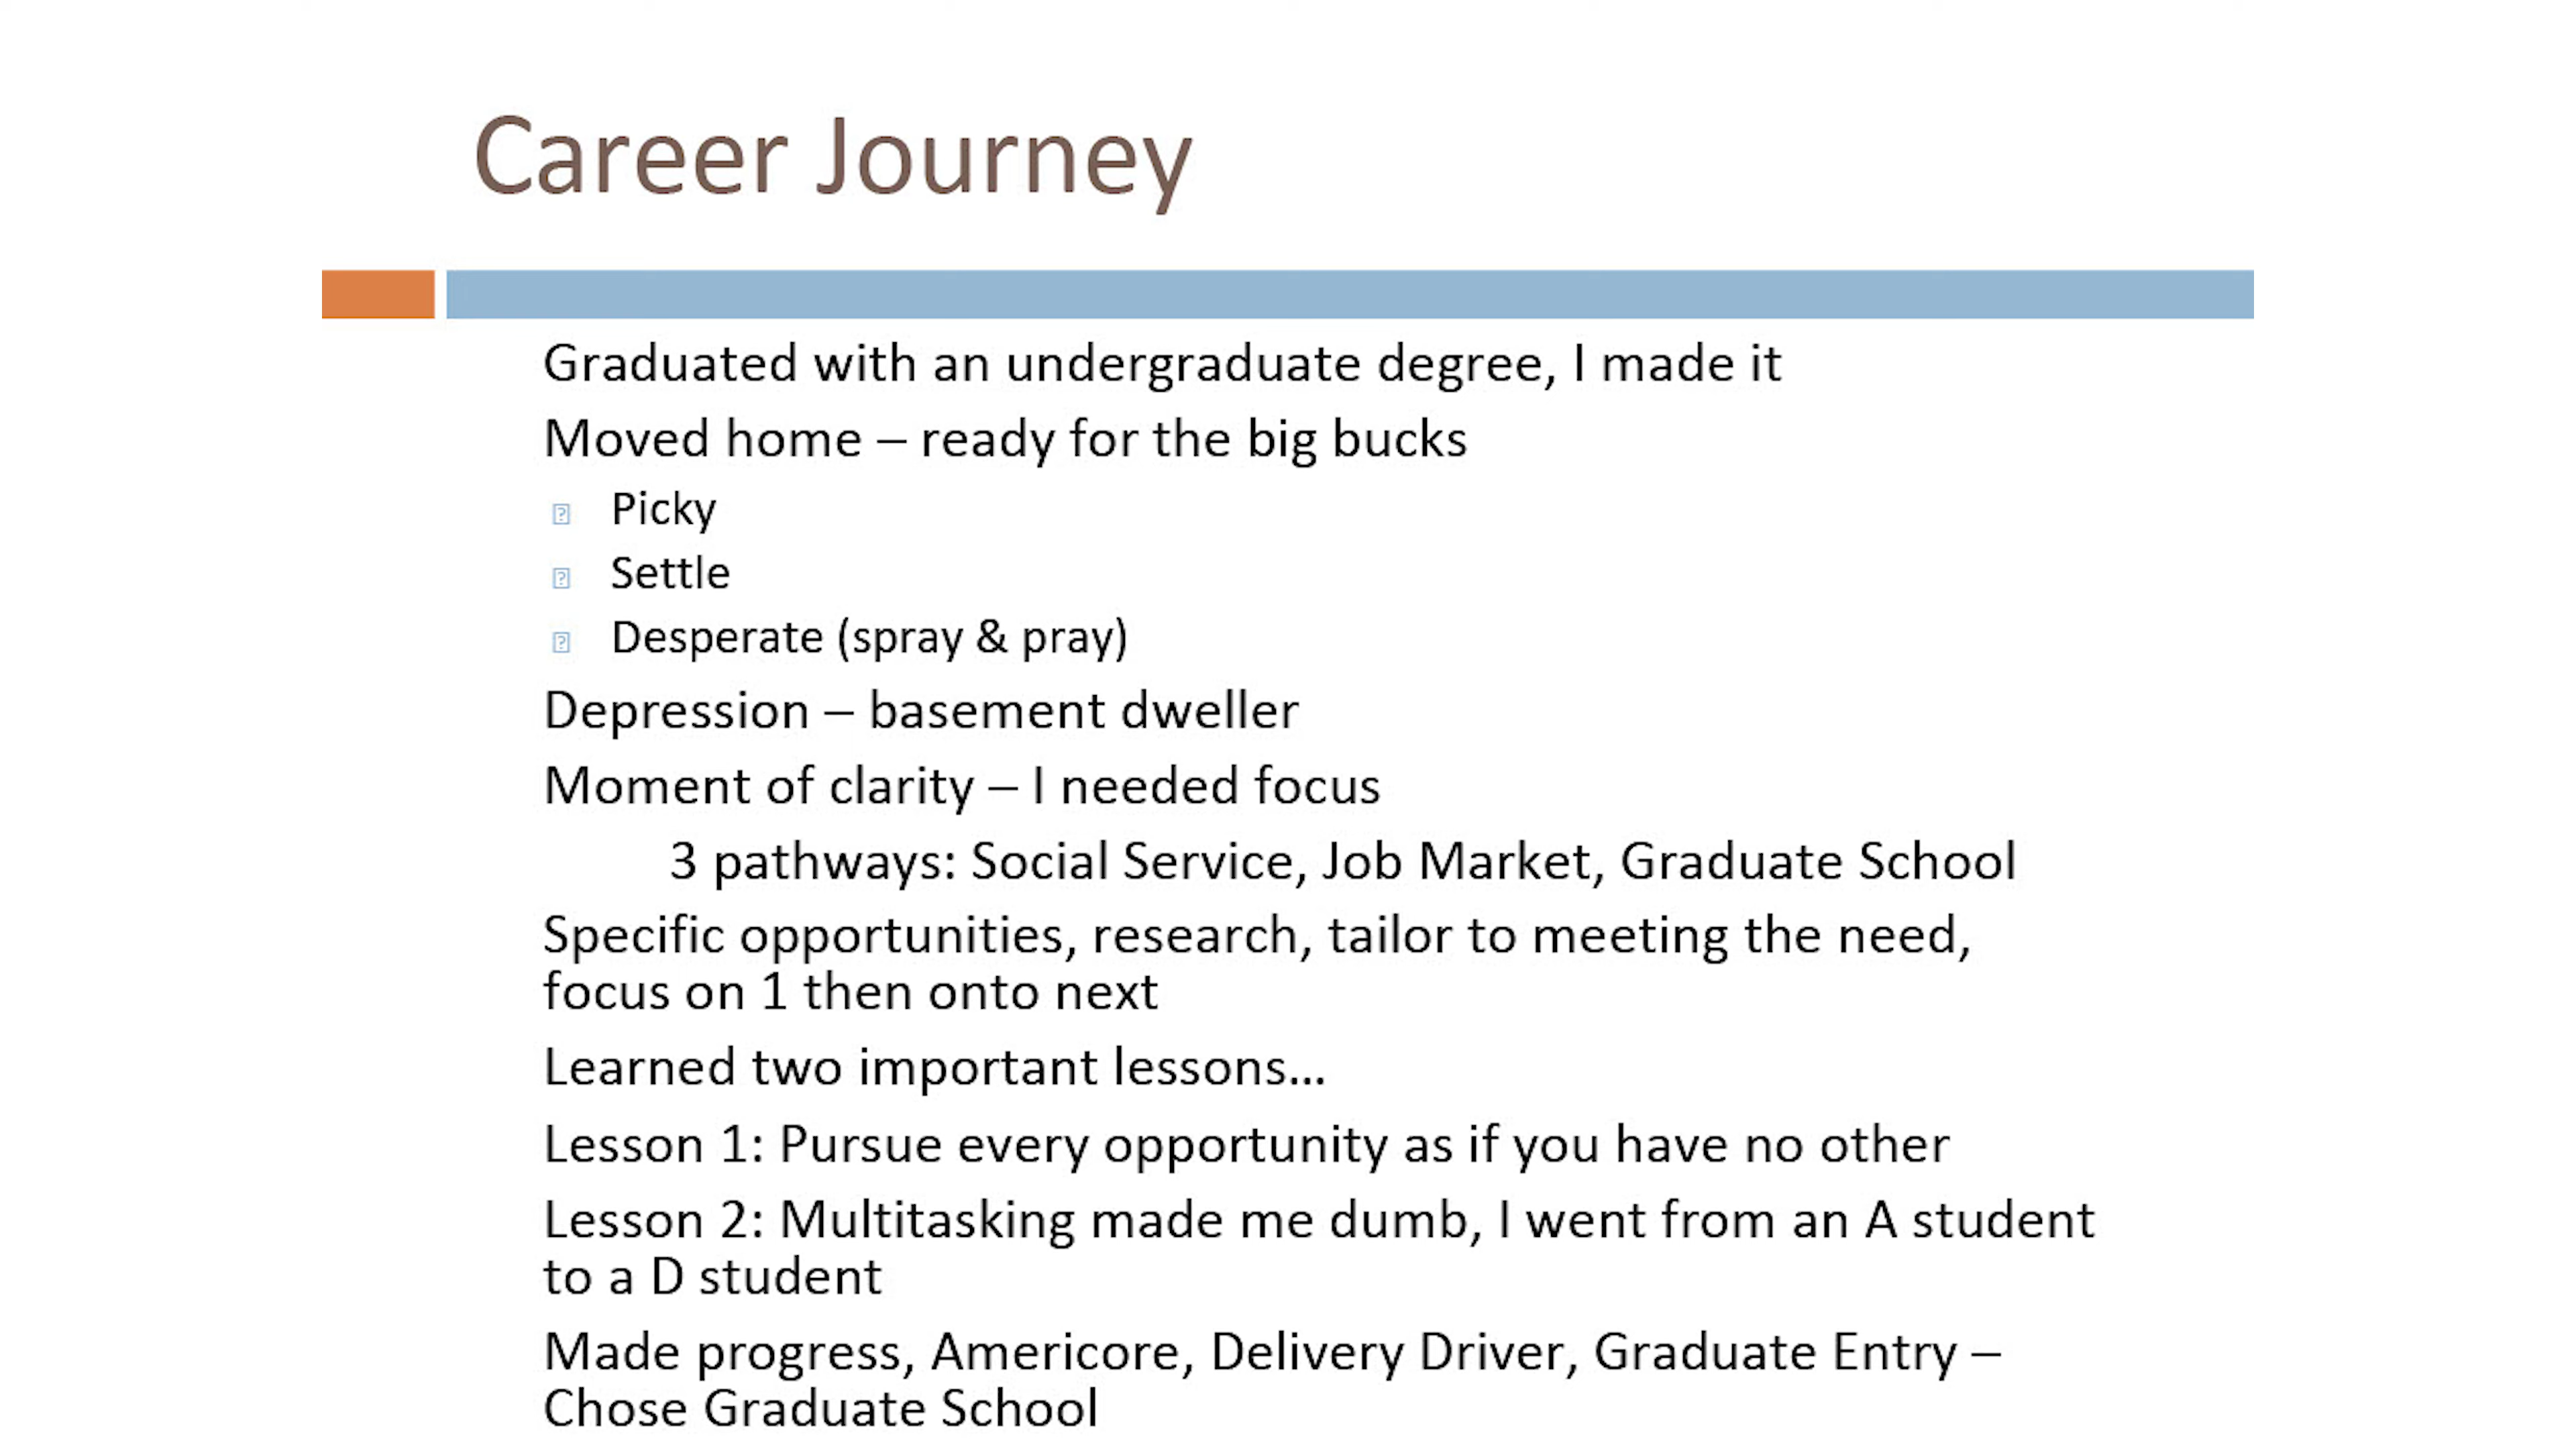 Career Journey
Graduated with an undergraduate degree, I made it
Moved home – ready for the big bucks
Picky
Settle
Desperate (spray & pray)
Depression – basement dweller
Moment of clarity – I needed focus
3 pathways: Social Service, Job Market, Graduate School
Specific opportunities, research, tailor to meeting the need,
focus on 1 then onto next
Learned two important lessons…
Lesson 1: Pursue every opportunity as if you have no other
Lesson 2: Multitasking made me dumb, I went from an A student
to a D student
Made progress, Americore, Delivery Driver, Graduate Entry –
Chose Graduate School